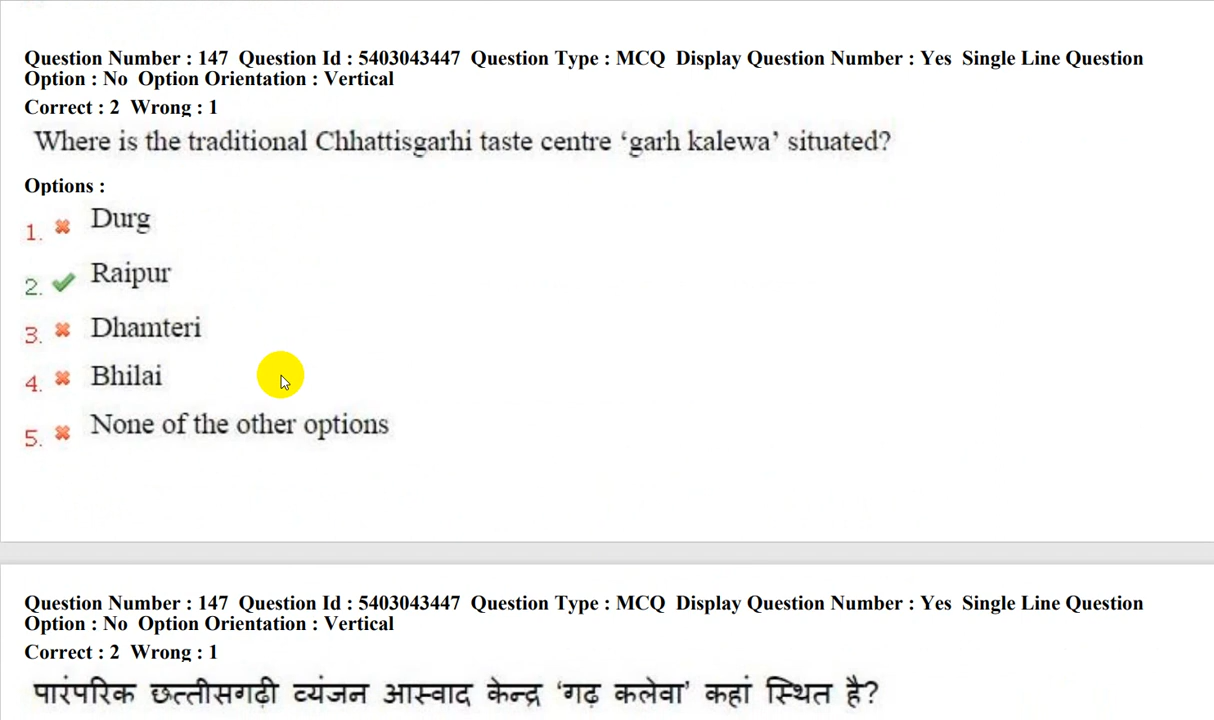 Question Number : 147 Question Id : 5403043447 Question Type : MCQ Display Question Number : Yes Single Line Question
Option : No Option Orientation : Vertical
Correct : 2 Wrong : 1
Where is the traditional Chhattisgarhi taste centre ‘garh kalewa’ situated?
Options :
1. Durg
2. Raipur
3. Dhamteri
4. Bhilai
5. None of the other options
Question Number : 147 Question Id : 5403043447 Question Type : MCQ Display Question Number : Yes Single Line Question
Option : No Option Orientation : Vertical
Correct : 2 Wrong : 1
पारंपरिक छत्तीसगढ़ी व्यंजन आस्वाद केन्द्र ‘गढ़ कलेवा’ कहां स्थित है?